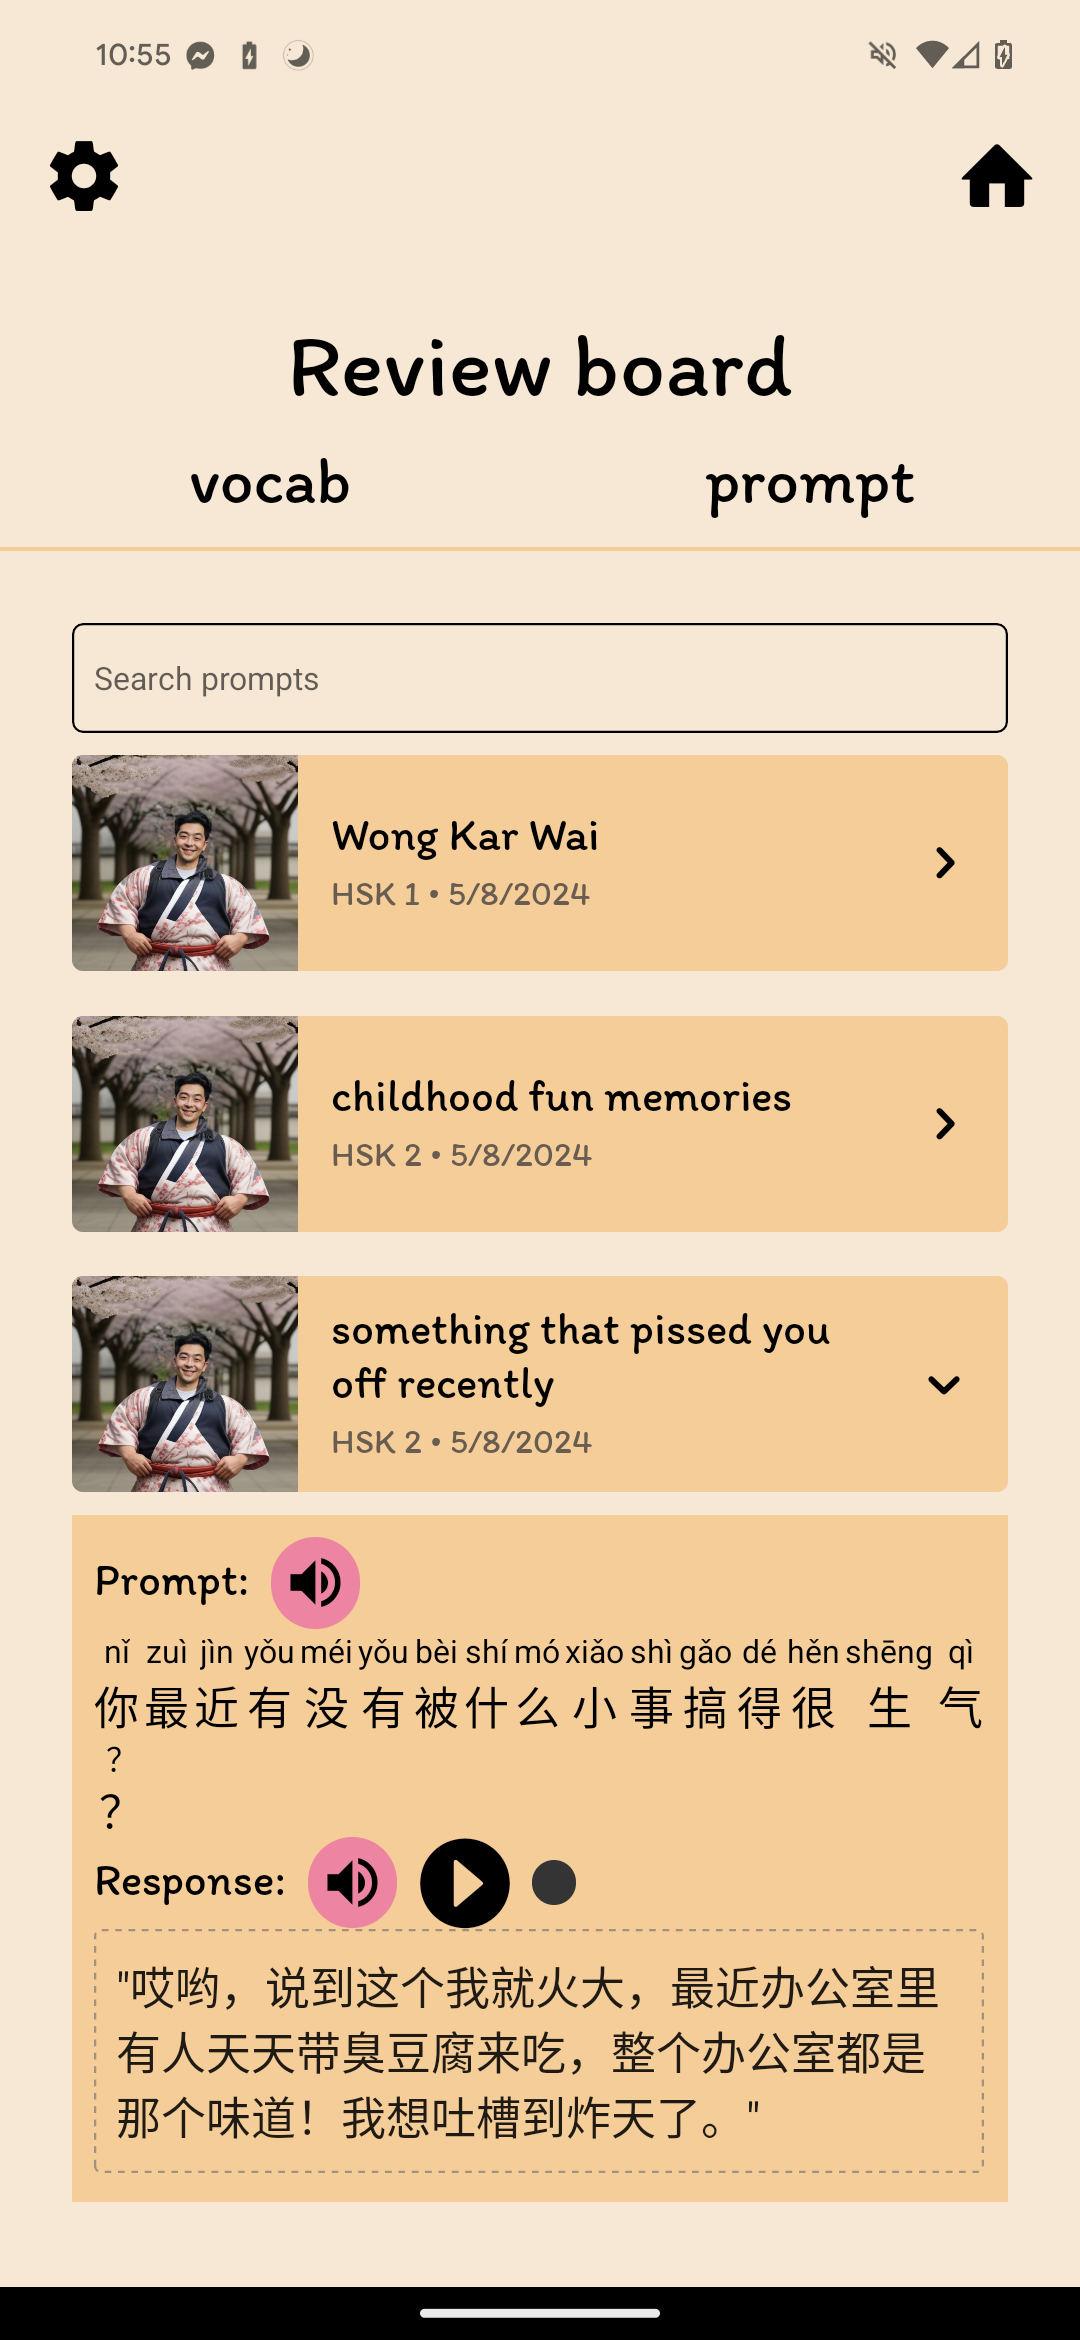 10:55
Review board
vocab prompt
Search prompts
Wong Kar Wai
HSK 1 • 5/8/2024
childhood fun memories
HSK 2 • 5/8/2024
something that pissed you
off recently
HSK 2 • 5/8/2024
Prompt:
nǐ zuì jìn yǒu méi yǒu bèi shí mó xiǎo shì gǎo dé hěn shēng qì
你最近有没有被什么小事搞得很生气
?
?
Response:
"哎哟，说到这个我就火大，最近办公室里
有人天天带臭豆腐来吃，整个办公室都是
那个味道！我想吐槽到炸天了。"